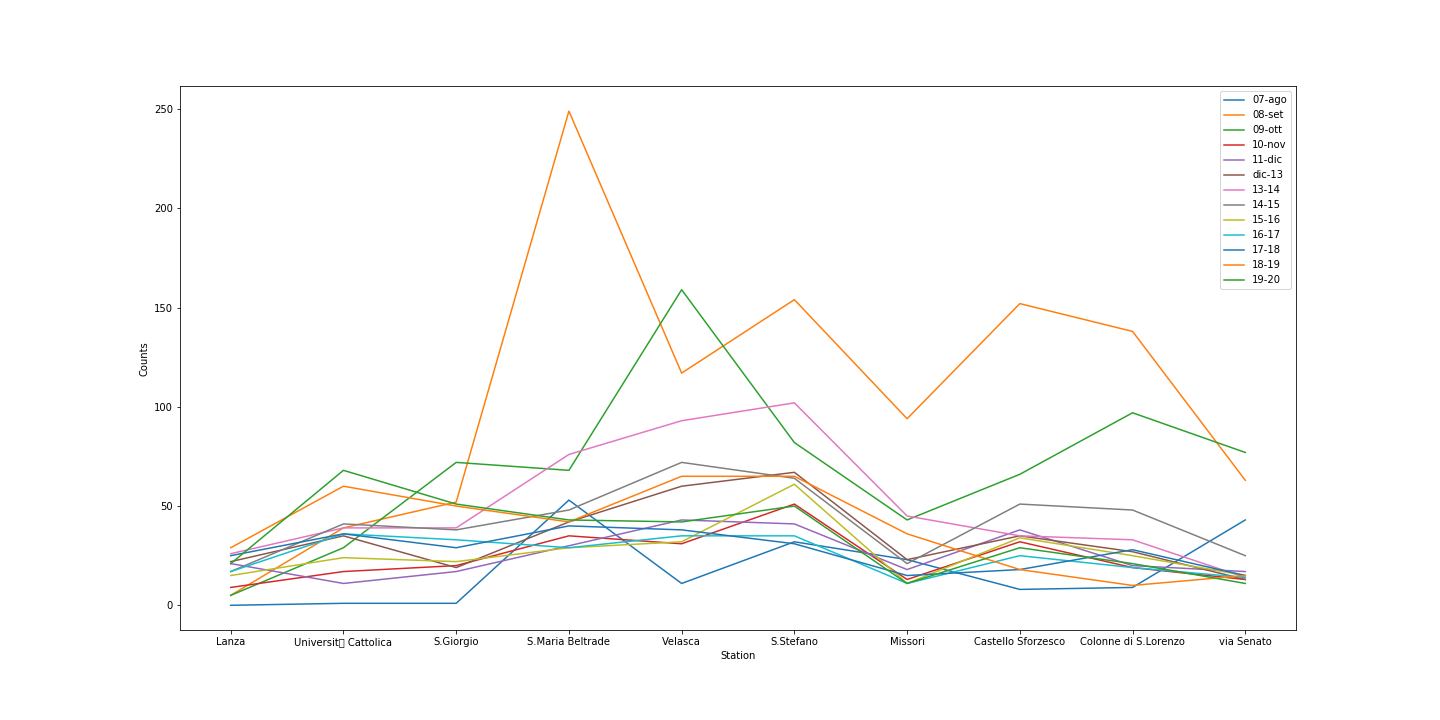 250
200
150
100
50
0
Counts
Lanza Universit Cattolica S.Giorgio S.Maria Beltrade Velasca S.Stefano Missori Castello Sforzesco Colonne di S.Lorenzo via Senato
Station
07-ago
08-set
09-ott
10-nov
11-dic
dic-13
13-14
14-15
15-16
16-17
17-18
18-19
19-20